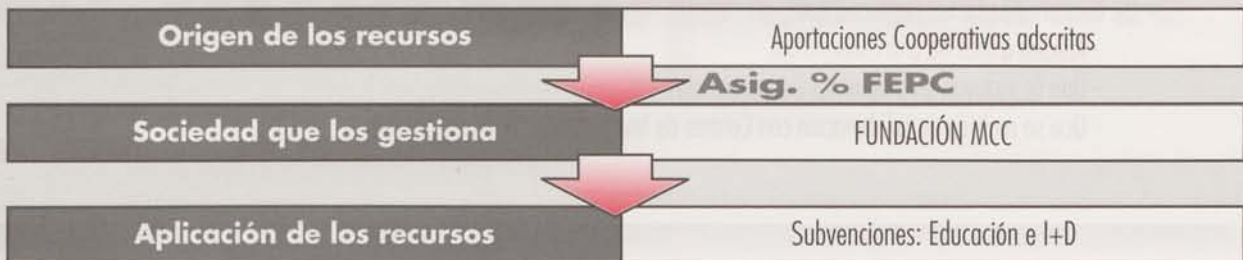 Origen de los recursos Aportaciones Cooperativas adscritas
Asig. % FEPC
Sociedad que los gestiona FUNDACIÓN MCC
Aplicación de los recursos Subvenciones: Educación e I+D